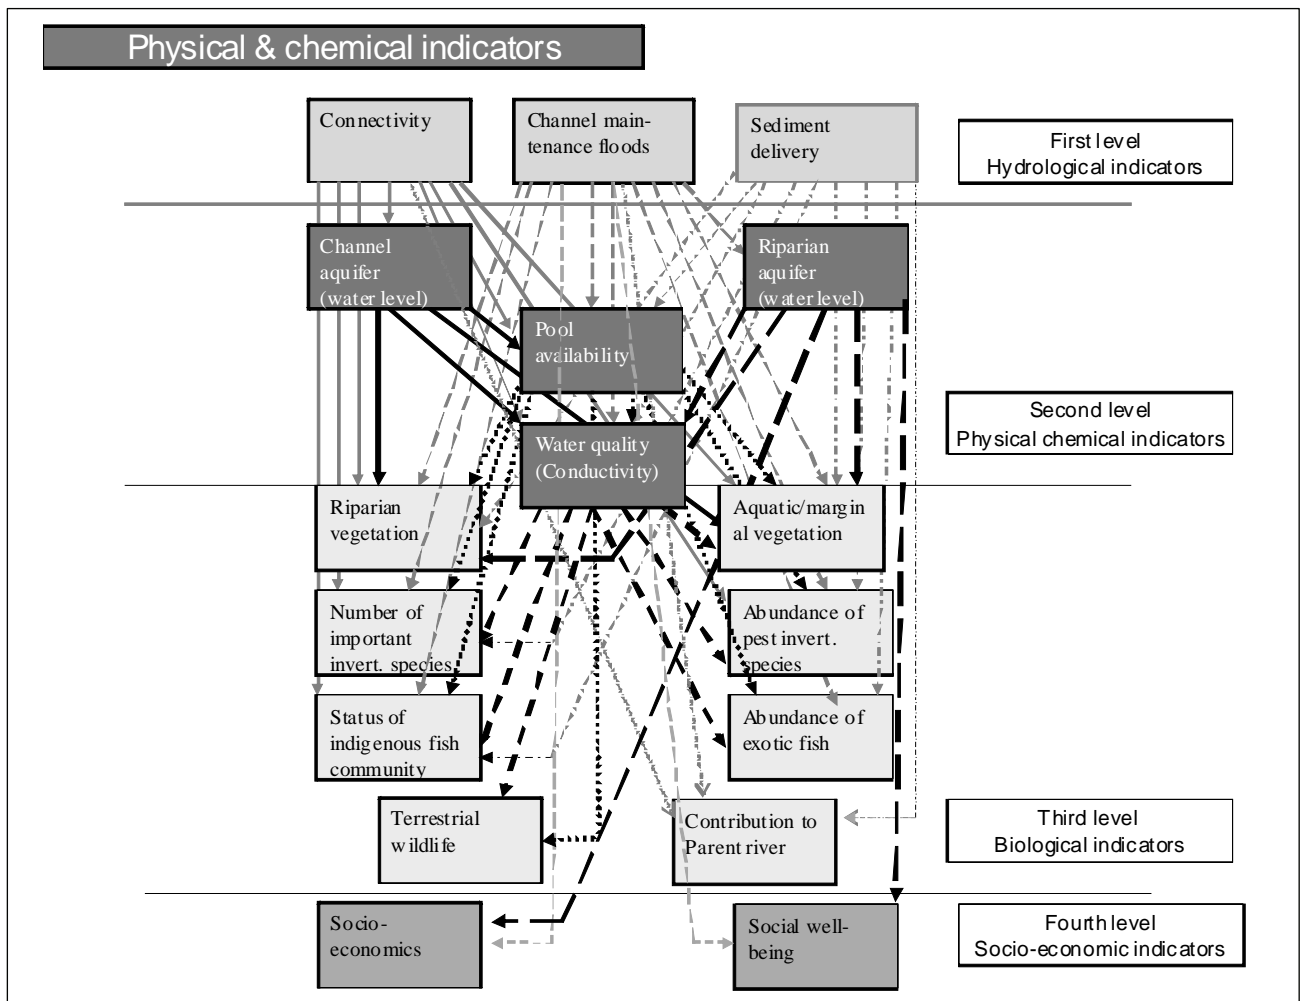 Physical & chemical indicators
Connectivity
Channel main-
tenance floods
Sediment
delivery
First level
Hydrological indicators
Channel
aquifer
(water level)
Riparian
aquifer
(water level)
Pool
availability
Second level
Physical chemical indicators
Water quality
(Conductivity)
Riparian
vegetation
Aquatic/margin
al vegetation
Number of
important
invert. species
Abundance of
pest invert.
species
Status of
indigenous fish
community
Abundance of
exotic fish
Terrestrial
wildlife
Contribution to
Parent river
Third level
Biological indicators
Socio-
economics
Social well-
being
Fourth level
Socio-economic indicators